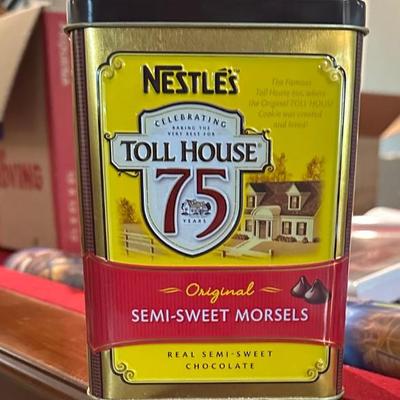 NESTLÉ'S
The Famous
Toll House inn, where
the Original TOLL HOUSE
Cookie was created
and loved!
CELEBRATING
BAKING THE
VERY BEST FOR
TOLL HOUSE®
75
YEARS
Original
SEMI-SWEET MORSELS
REAL SEMI-SWEET
CHOCOLATE
OVING